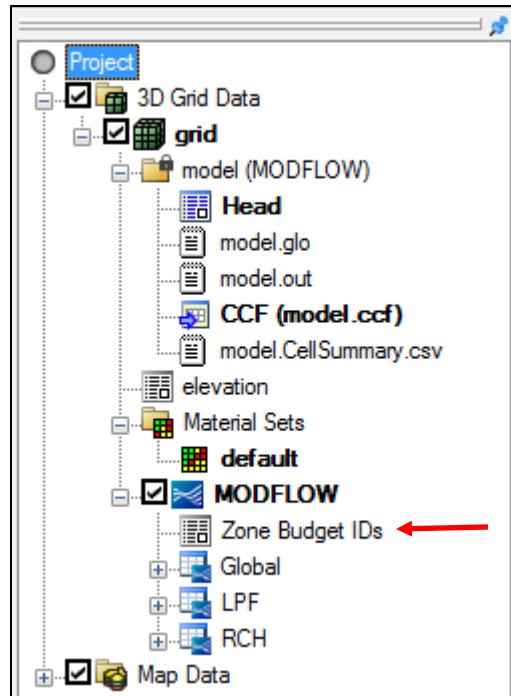 Project
3D Grid Data
grid
model (MODFLOW)
Head
model.glo
model.out
CCF (model.ccf)
model.CellSummary.csv
elevation
Material Sets
default
MODFLOW
Zone Budget IDs
Global
LPF
RCH
Map Data